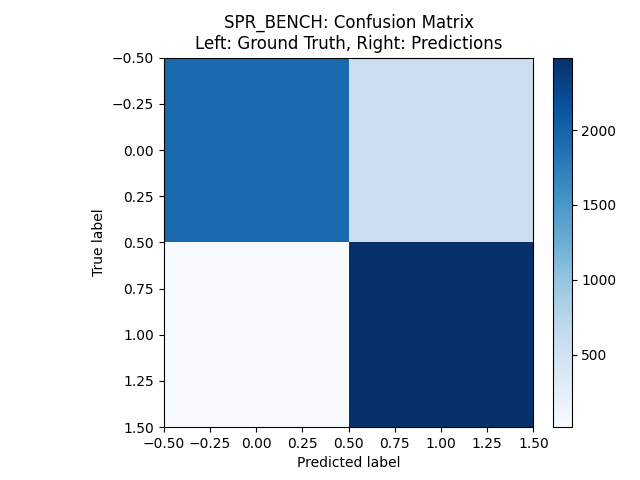 SPR_BENCH: Confusion Matrix
Left: Ground Truth, Right: Predictions
−0.50
−0.25
0.00
0.25
0.50
0.75
1.00
1.25
1.50
True label
−0.50 −0.25 0.00 0.25 0.50 0.75 1.00 1.25 1.50
Predicted label
2000
1500
1000
500